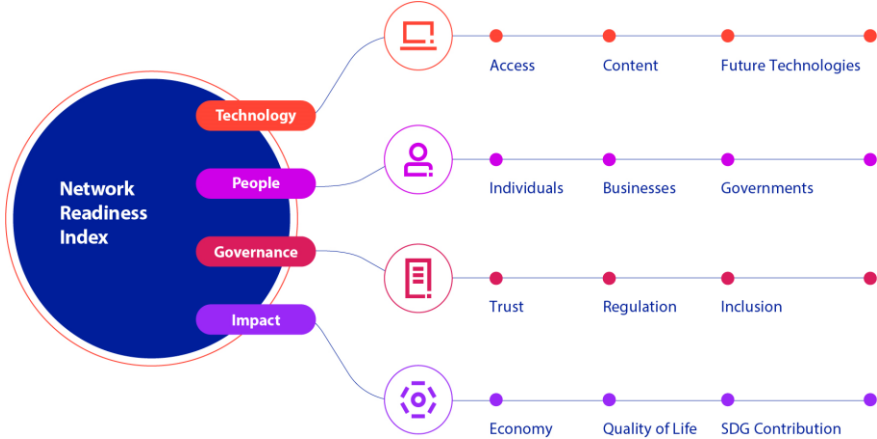 Network
Readiness
Index
Technology
Access
Content
Future Technologies
People
Individuals
Businesses
Governments
Governance
Trust
Regulation
Inclusion
Impact
Economy
Quality of Life
SDG Contribution